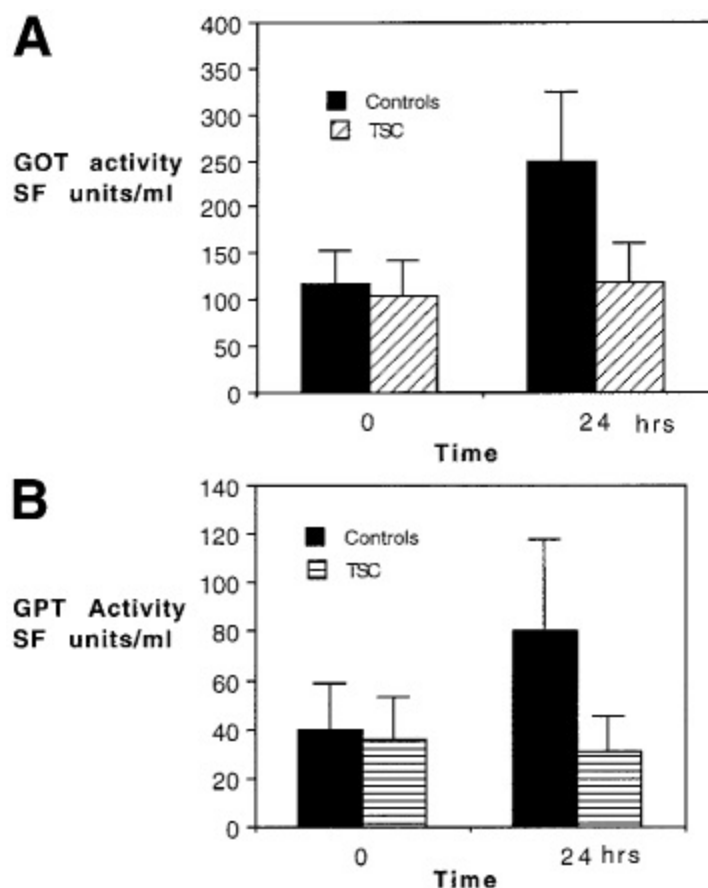 A
400
350
300
250
200
150
100
50
0
GOT activity
SF units/ml
Controls
TSC
0
24 hrs
Time
B
140
120
100
80
60
40
20
0
GPT Activity
SF units/ml
Controls
TSC
0
24 hrs
Time